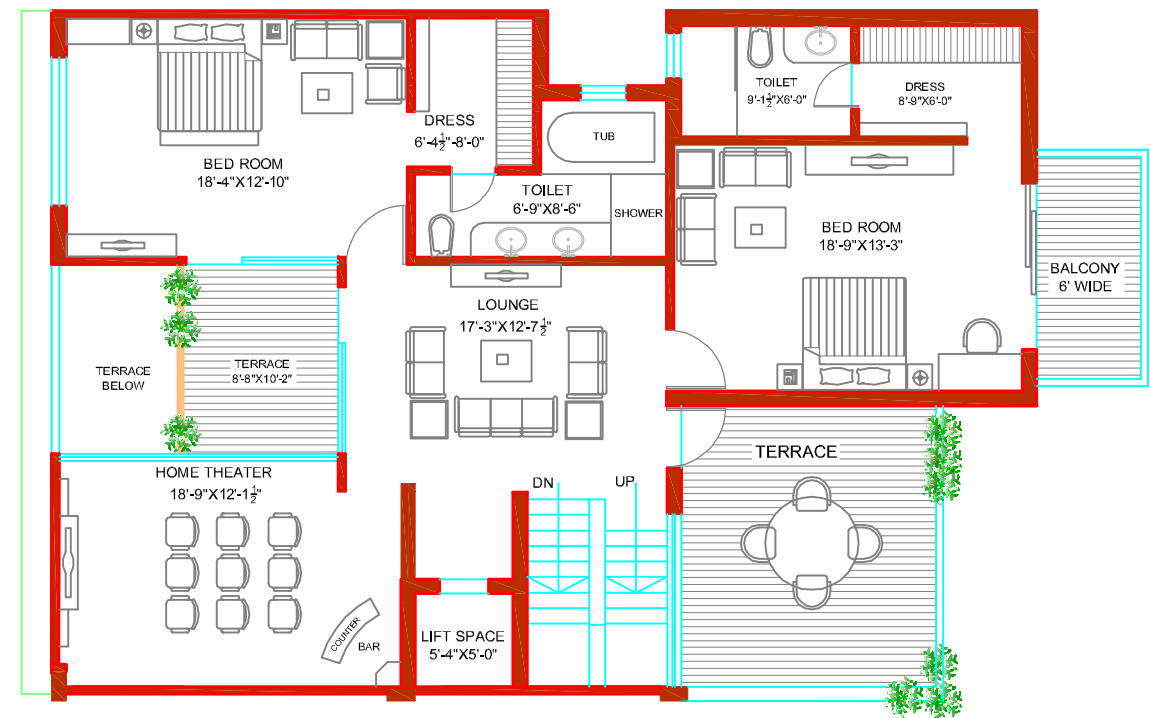 BED ROOM
18'-4"X12'-10"
DRESS
6'-4½"-8'-0"
TUB
TOILET
6'-9"X8'-6"
SHOWER
TOILET
9'-1½"X6'-0"
DRESS
8'-9"X6'-0"
BED ROOM
18'-9"X13'-3"
BALCONY
6' WIDE
LOUNGE
17'-3"X12'-7½"
TERRACE
BELOW
TERRACE
8'-8"X10'-2"
HOME THEATER
18'-9"X12'-1½"
DN
UP
TERRACE
COUNTER
BAR
LIFT SPACE
5'-4"X5'-0"